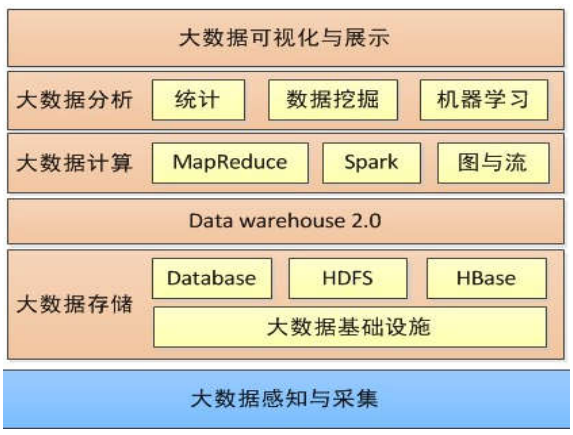 大数据可视化与展示
大数据分析 统计 数据挖掘 机器学习
大数据计算 MapReduce Spark 图与流
Data warehouse 2.0
大数据存储 Database HDFS HBase
大数据基础设施
大数据感知与采集